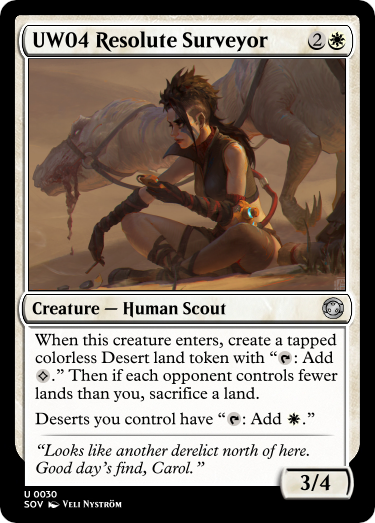 UW04 Resolute Surveyor 2
Creature — Human Scout
When this creature enters, create a tapped
colorless Desert land token with “: Add
.” Then if each opponent controls fewer
lands than you, sacrifice a land.
Deserts you control have “: Add .”
“Looks like another derelict north of here.
Good day’s find, Carol.”
3/4
U 0030
SOV VELI NYSTRÖM